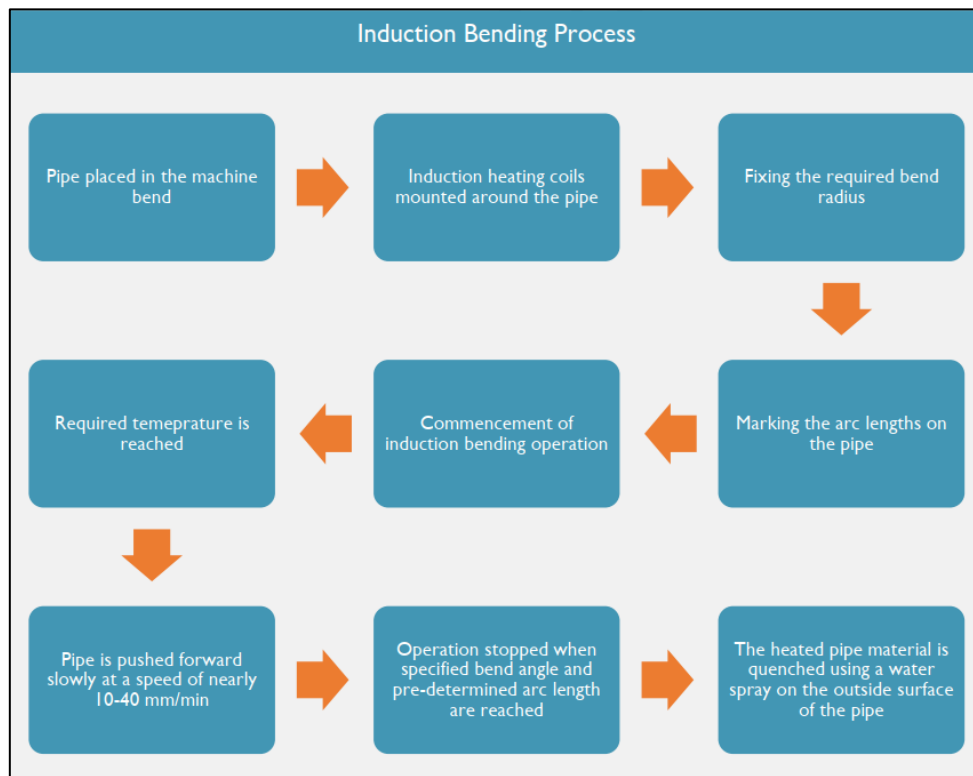 Induction Bending Process
Pipe placed in the machine
bend
Induction heating coils
mounted around the pipe
Fixing the required bend
radius
Marking the arc lengths on
the pipe
Commencement of
induction bending operation
Required temeprature is
reached
Pipe is pushed forward
slowly at a speed of nearly
10-40 mm/min
Operation stopped when
specified bend angle and
pre-determined arc length
are reached
The heated pipe material is
quenched using a water
spray on the outside surface
of the pipe